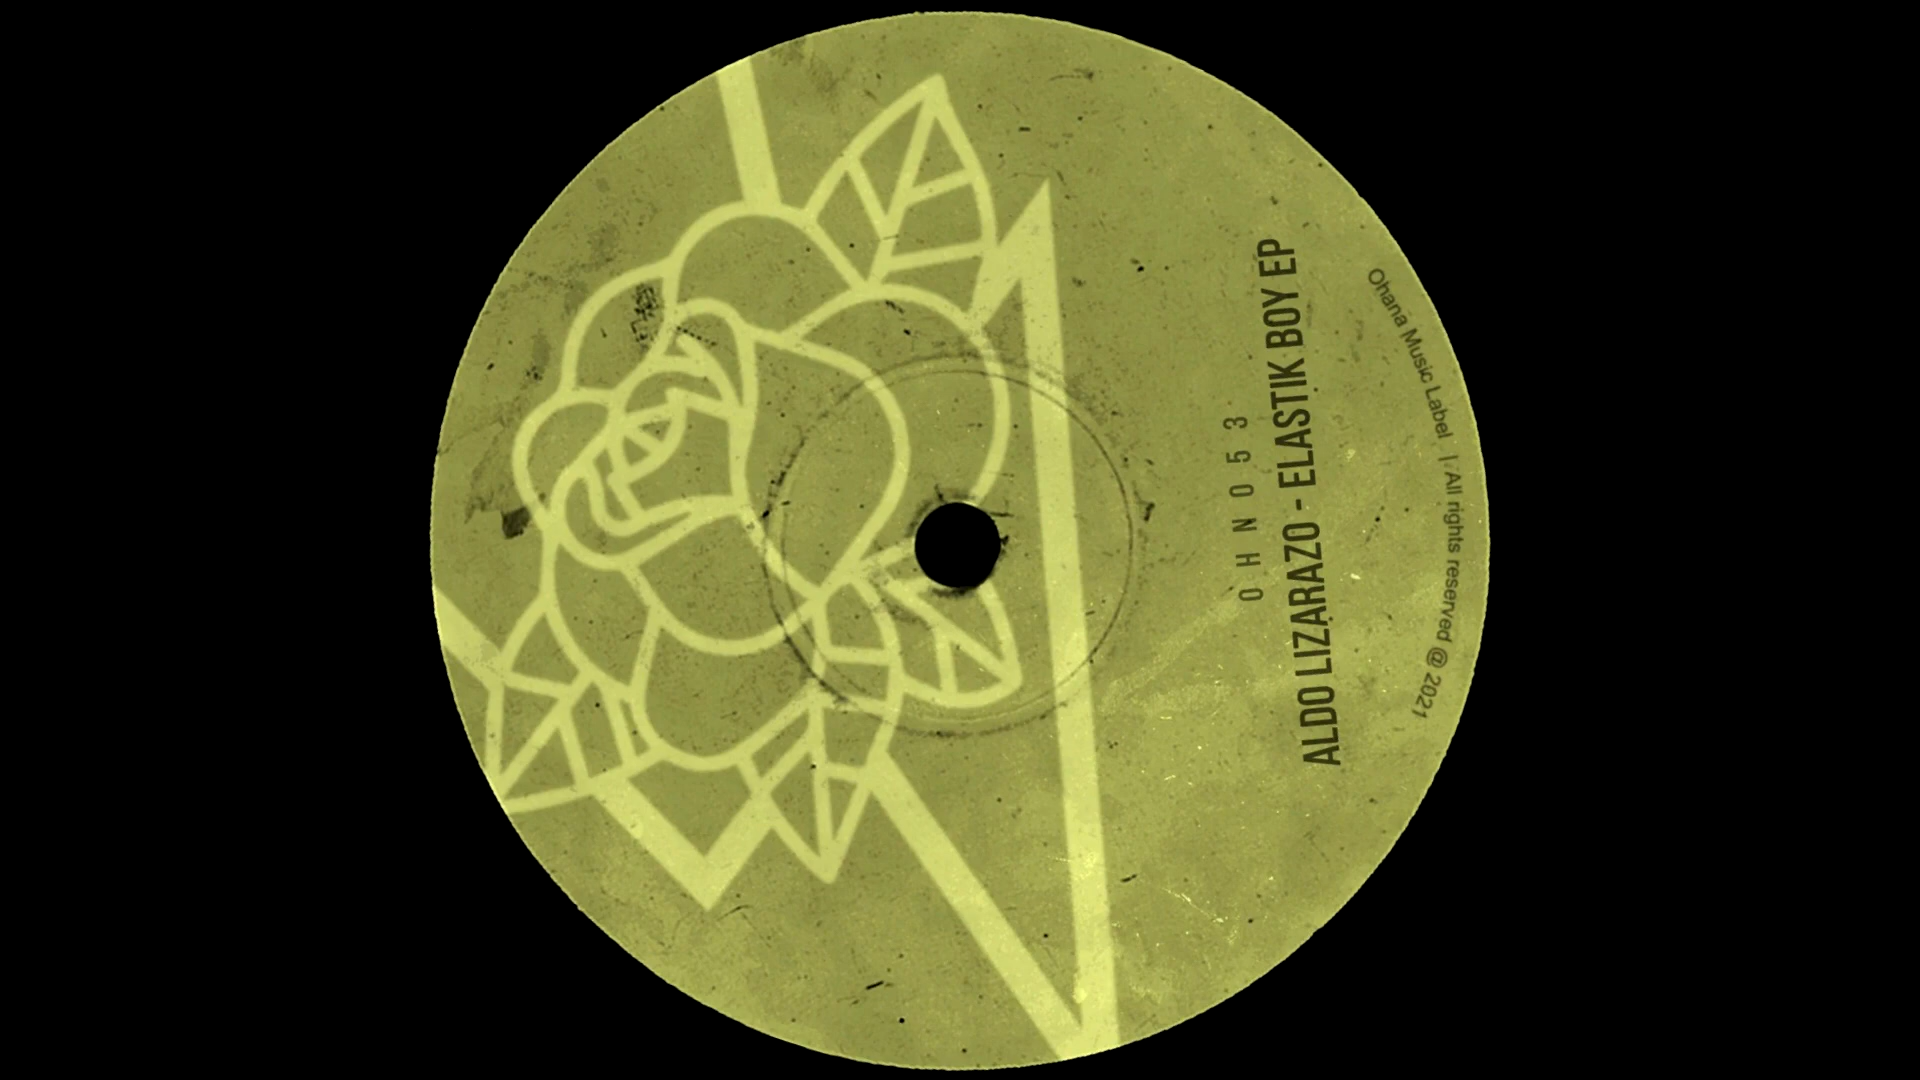 OHN053
ALDO LIZARAZO - ELASTIK BOY EP
Ohana Music Label | All rights reserved @ 2021